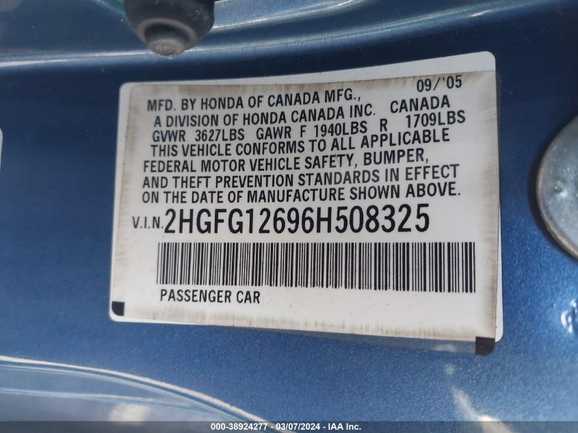 09/'05
MFD. BY HONDA OF CANADA MFG.,
A DIVISION OF HONDA CANADA INC. CANADA
GVWR 3627LBS GAWR F 1940LBS R 1709LBS
THIS VEHICLE CONFORMS TO ALL APPLICABLE
FEDERAL MOTOR VEHICLE SAFETY, BUMPER,
AND THEFT PREVENTION STANDARDS IN EFFECT
ON THE DATE OF MANUFACTURE SHOWN ABOVE.
V.I.N. 2HGFG12696H508325
PASSENGER CAR
000-38924277 - 03/07/2024 - IAA Inc.